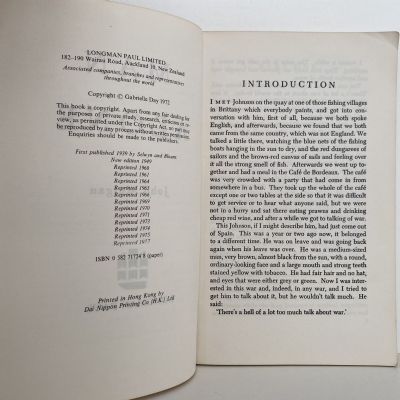 LONGMAN PAUL LIMITED
182-190 Wairau Road, Auckland 10, New Zealand
Associated companies, branches and representatives
throughout the world
Copyright © Gabriella Day 1972
This book is copyright. Apart from any fair dealing for
the purposes of private study, research, criticism or re-
view, as permitted under the Copyright Act, no part may
be reproduced by any process without written permission.
Enquiries should be made to the publishers.
First published 1939 by Selwyn and Blount
New edition 1949
Reprinted 1960
Reprinted 1963
Reprinted 1964
Reprinted 1966
Reprinted 1969
Reprinted 1970
Reprinted 1971
Reprinted 1973
Reprinted 1974
Reprinted 1975
Reprinted 1977
ISBN 0 582 71724 8 (paper)
Printed in Hong Kong by
Dai Nippon Printing Co (H.K.) Ltd
INTRODUCTION
I MET Johnson on the quay at one of those fishing villages
in Brittany which everybody paints, and got into con-
versation with him, first of all, because we both spoke
English, and afterwards, because we found that we both
came from the same country, which was not England. We
talked a little there, watching the blue nets of the fishing
boats hanging in the sun to dry, and the red dungarees of
sailors and the brown-red canvas of sails and feeling over
it all the strong smell of fish. Afterwards we went up to-
gether and had a meal in the Café de Bordeaux. The café
was very crowded with a party that had come in from
somewhere in a bus. They took up the whole of the café
except one or two tables at the side so that it was difficult
to get service or to hear what anyone said, but we were
not in a hurry and sat there eating prawns and drinking
cheap red wine, and after a while we got to talking of war.
This Johnson, if I might describe him, had just come out
of Spain. This was a year or two ago now, it belonged
to a different time. He was on leave and was going back
again when his leave was over. He was a medium-sized
man, very brown, almost black from the sun, with a round,
ordinary-looking face and a large mouth and strong teeth
stained yellow with tobacco. He had fair hair and no hat,
and eyes that were either grey or green. Now I was in-
terested in this war and, indeed, in any war, and I tried to
get him to talk about it, but he wouldn't talk much. He
said:
'There's a hell of a lot too much talk about war.'